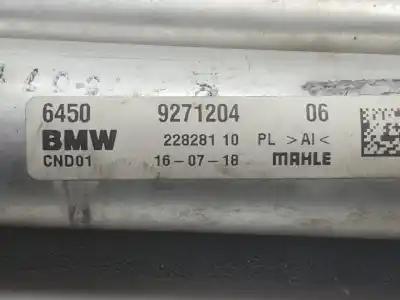 6450 9271204 06
BMW 228281 10 PL >Al<
CND01 16-07-18 MAHLE